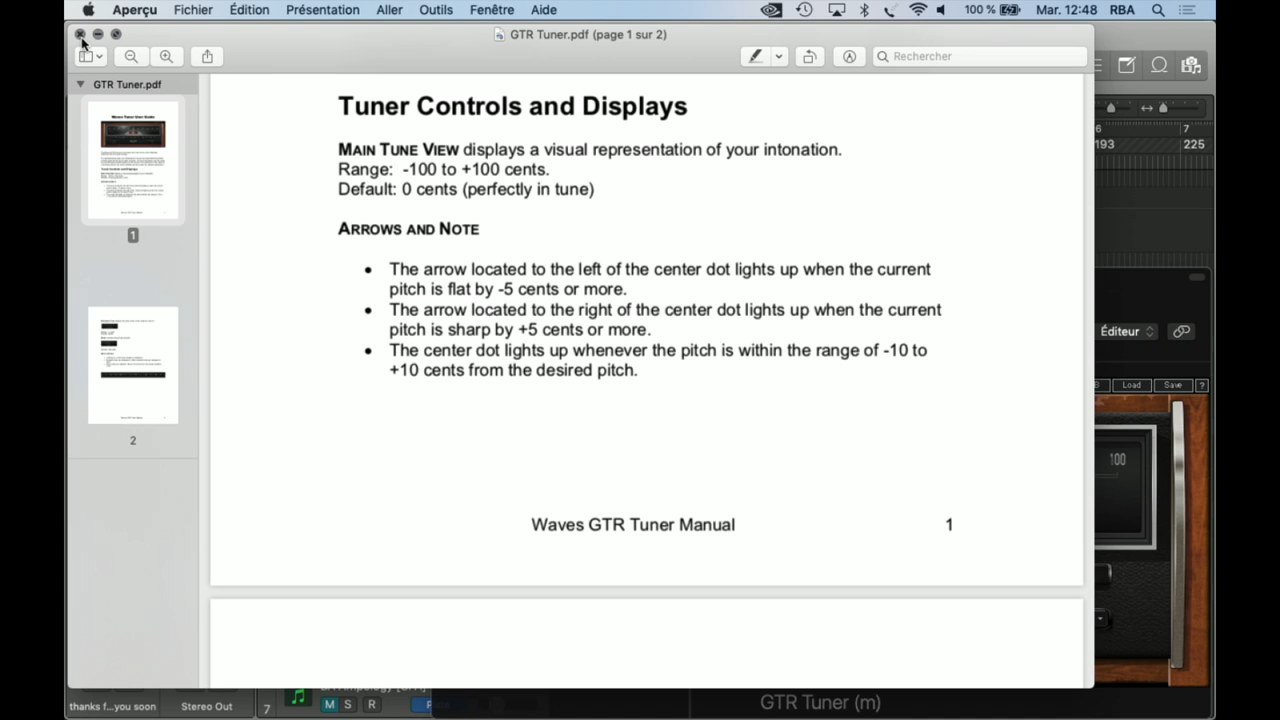 Aperçu Fichier Édition Présentation Aller Outils Fenêtre Aide 100 % Mar. 12:48 RBA
GTR Tuner.pdf (page 1 sur 2)
Rechercher
GTR Tuner.pdf
1
2
Tuner Controls and Displays
MAIN TUNE VIEW displays a visual representation of your intonation.
Range: -100 to +100 cents.
Default: 0 cents (perfectly in tune)
ARROWS AND NOTE
• The arrow located to the left of the center dot lights up when the current
pitch is flat by -5 cents or more.
• The arrow located to the right of the center dot lights up when the current
pitch is sharp by +5 cents or more.
• The center dot lights up whenever the pitch is within the range of -10 to
+10 cents from the desired pitch.
Waves GTR Tuner Manual 1
6 7
193 225
Éditeur
Load Save ?
100
thanks f...you soon Stereo Out 7 M S R
GTR Tuner (m)